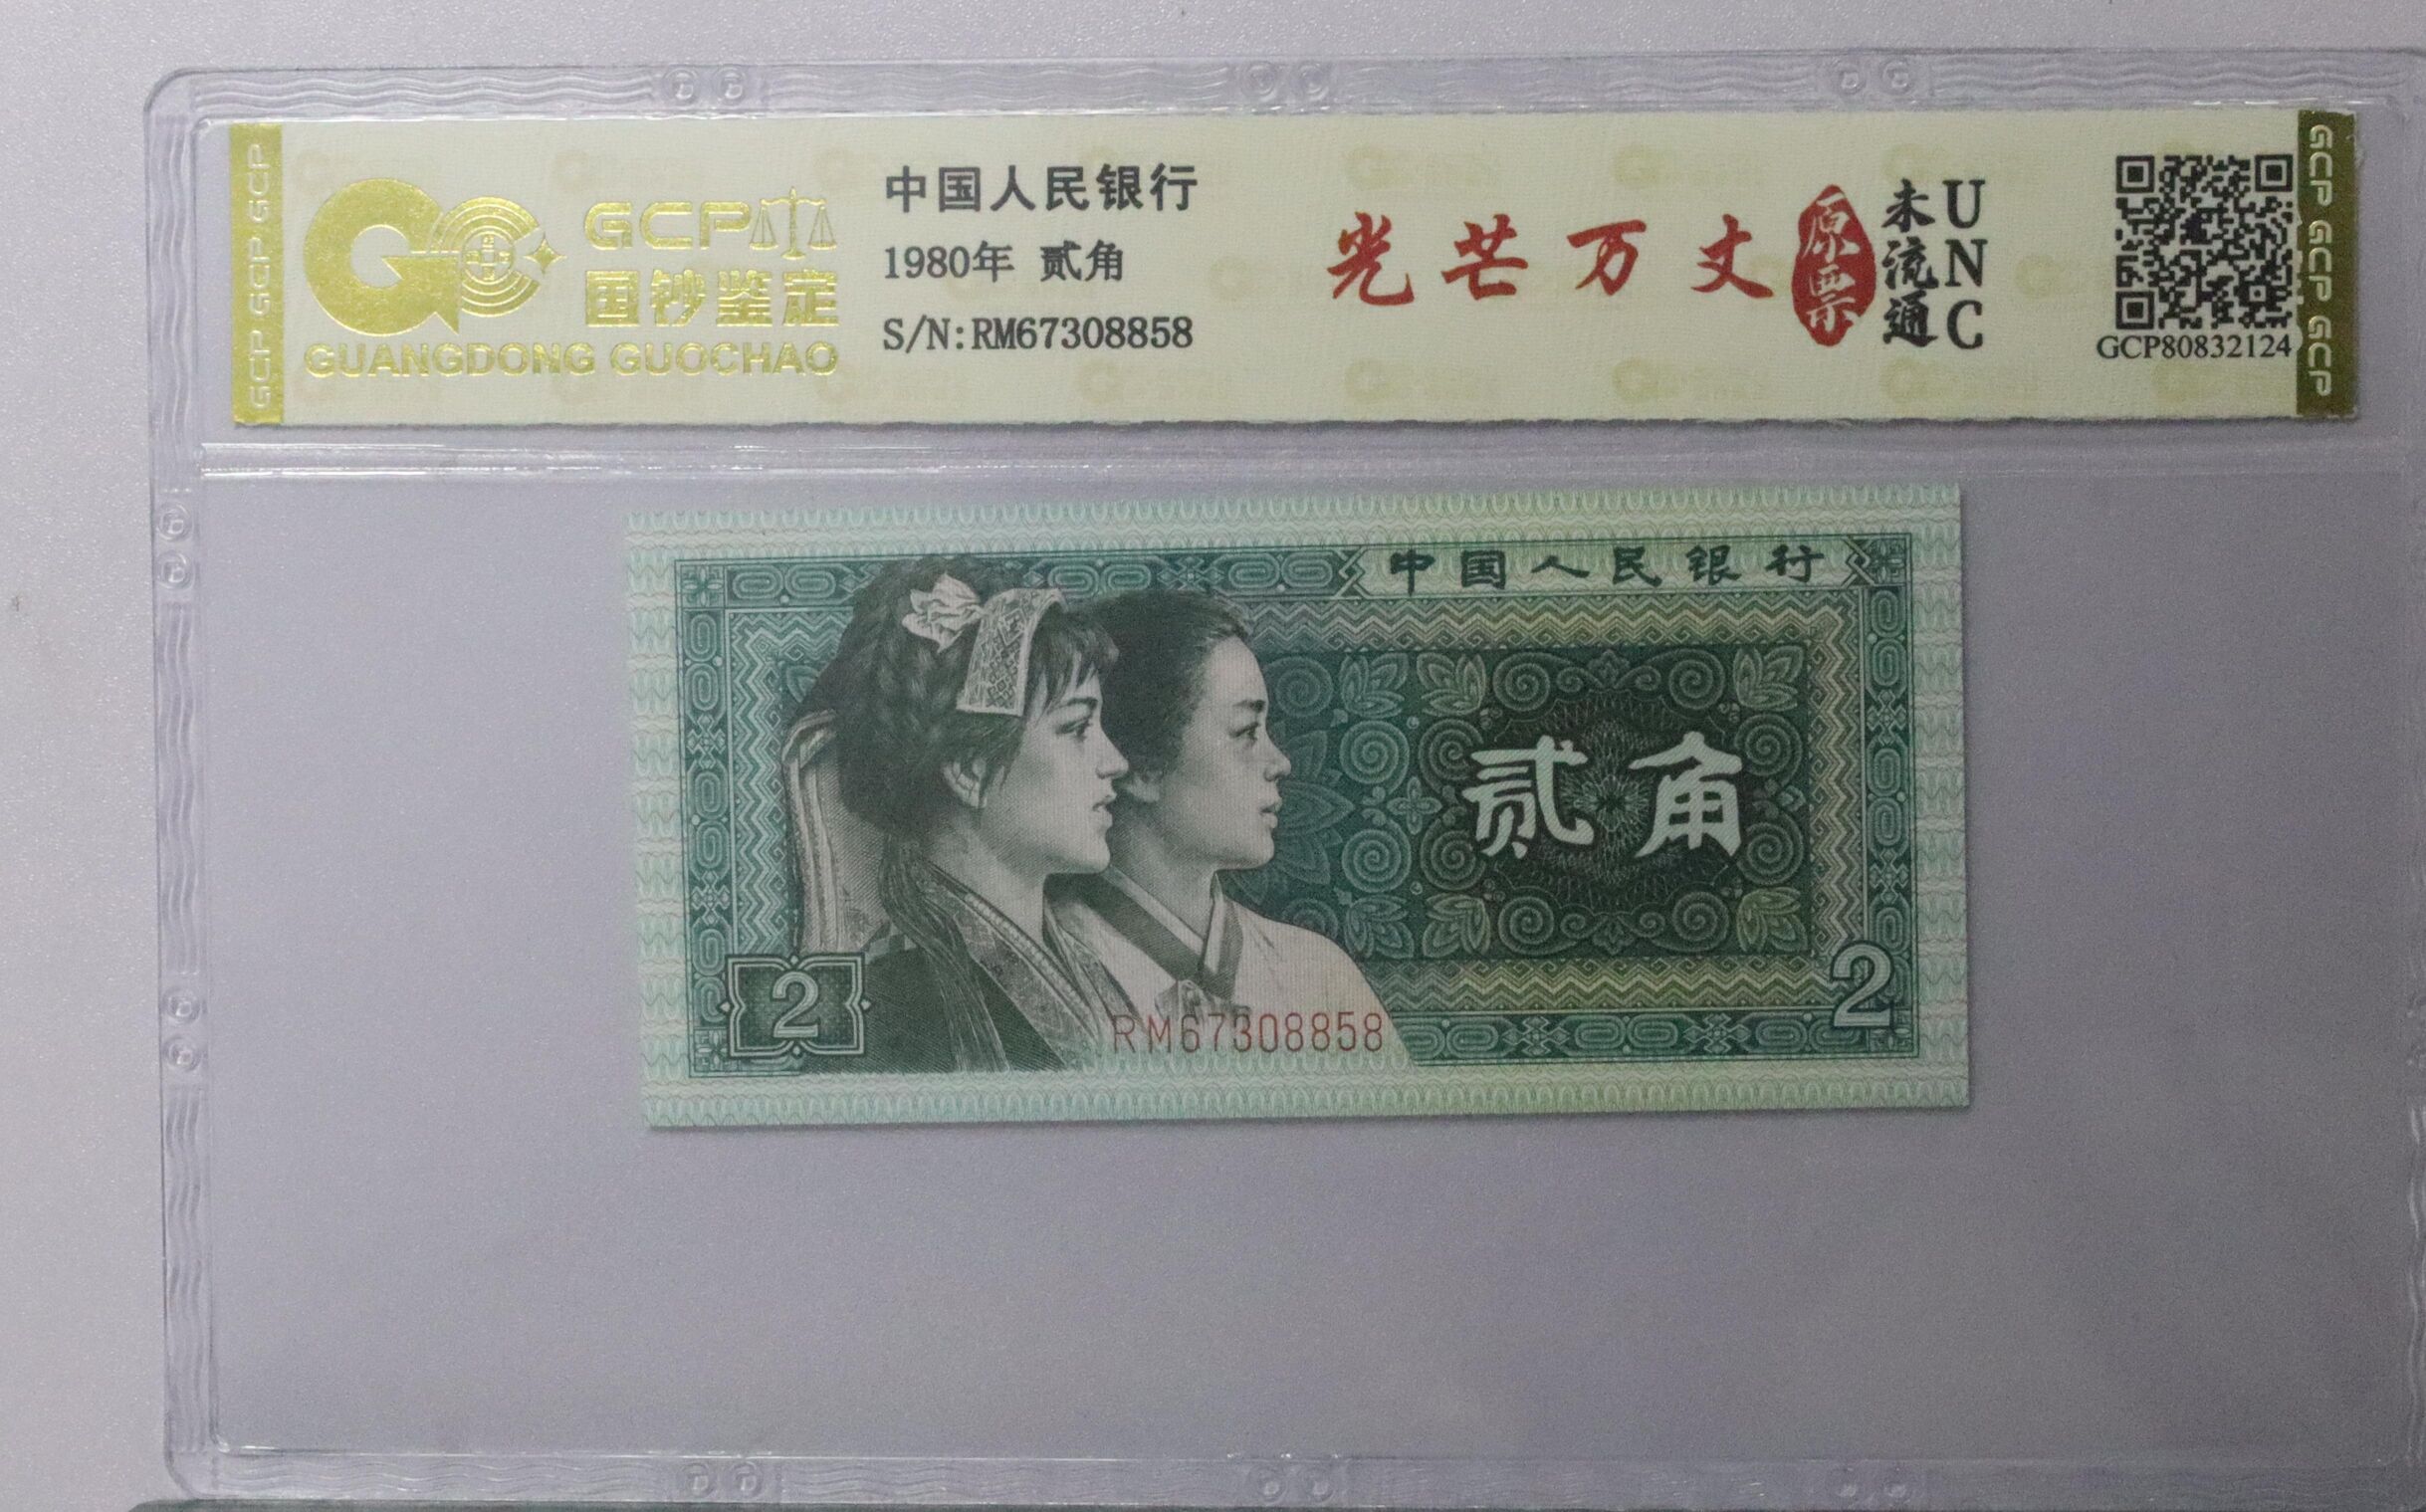 GCP GCP GCP
GCP
国钞鉴定
GUANGDONG GUOCHAO
中国人民银行
1980年 贰角
S/N:RM67308858
光芒万丈
原票
未流通
UNC
GCP80832124
GCP GCP GCP
中国人民银行
贰角
2
RM67308858
2